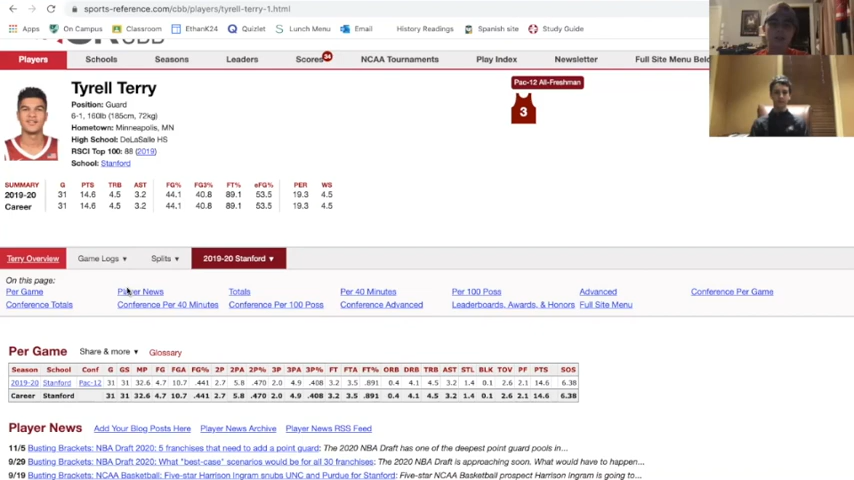 sports-reference.com/cbb/players/tyrell-terry-1.html
Apps On Campus Classroom EthanK24 Quizlet Lunch Menu Email History Readings Spanish site Study Guide
CBB
Players Schools Seasons Leaders Scores 34 NCAA Tournaments Play Index Newsletter Full Site Menu Below
Tyrell Terry
Position: Guard
6-1, 160lb (185cm, 72kg)
Hometown: Minneapolis, MN
High School: DeLaSalle HS
RSCI Top 100: 88 (2019)
School: Stanford
Pac-12 All-Freshman
3
SUMMARY G PTS TRB AST FG% FG3% FT% eFG% PER WS
2019-20 31 14.6 4.5 3.2 44.1 40.8 89.1 53.5 19.3 4.5
Career 31 14.6 4.5 3.2 44.1 40.8 89.1 53.5 19.3 4.5
Terry Overview Game Logs Splits 2019-20 Stanford
On this page:
Per Game Player News Totals Per 40 Minutes Per 100 Poss Advanced Conference Per Game
Conference Totals Conference Per 40 Minutes Conference Per 100 Poss Conference Advanced Leaderboards, Awards, & Honors Full Site Menu
Per Game Share & more Glossary
Season School Conf G GS MP FG FGA FG% 2P 2PA 2P% 3P 3PA 3P% FT FTA FT% ORB DRB TRB AST STL BLK TOV PF PTS SOS
2019-20 Stanford Pac-12 31 31 32.6 4.7 10.7 .441 2.7 5.8 .470 2.0 4.9 .408 3.2 3.5 .891 0.4 4.1 4.5 3.2 1.4 0.1 2.6 2.1 14.6 6.38
Career Stanford 31 31 32.6 4.7 10.7 .441 2.7 5.8 .470 2.0 4.9 .408 3.2 3.5 .891 0.4 4.1 4.5 3.2 1.4 0.1 2.6 2.1 14.6 6.38
Player News Add Your Blog Posts Here Player News Archive Player News RSS Feed
11/5 Busting Brackets: NBA Draft 2020: 5 franchises that need to add a point guard: The 2020 NBA Draft has one of the deepest point guard pools in...
9/29 Busting Brackets: NBA Draft 2020: What "best-case" scenarios would be for all 30 franchises: The 2020 NBA Draft is approaching soon. What would have to happen...
9/19 Busting Brackets: NCAA Basketball: Five-star Harrison Ingram snubs UNC and Purdue for Stanford: Five-star NCAA Basketball prospect Harrison Ingram is going to...